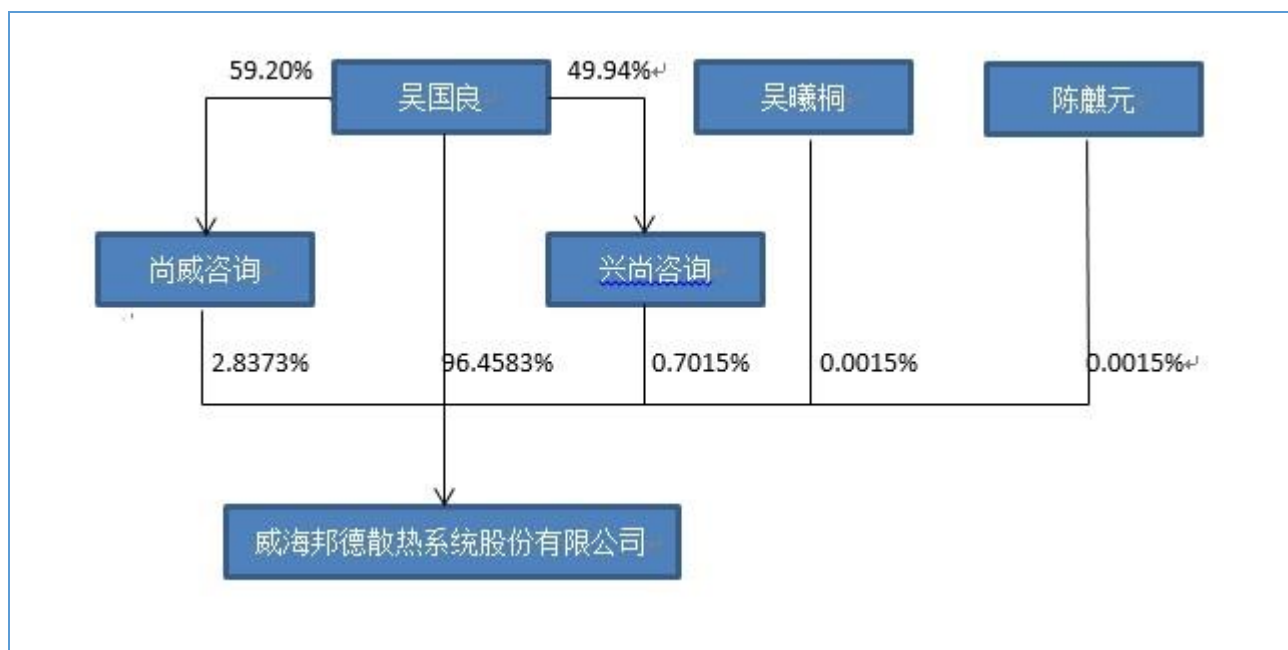 59.20%
吴国良
49.94%
吴曦桐
陈麒元
尚威咨询
兴尚咨询
2.8373%
96.4583%
0.7015%
0.0015%
0.0015%
威海邦德散热系统股份有限公司